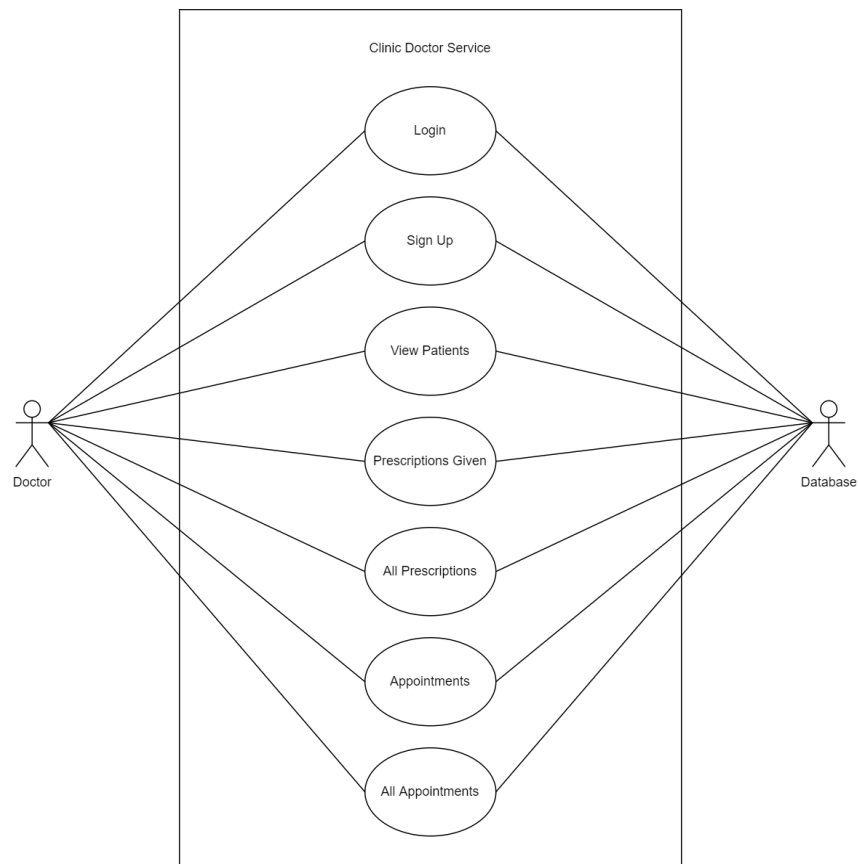 Clinic Doctor Service
Login
Sign Up
View Patients
Prescriptions Given
Doctor
Database
All Prescriptions
Appointments
All Appointments